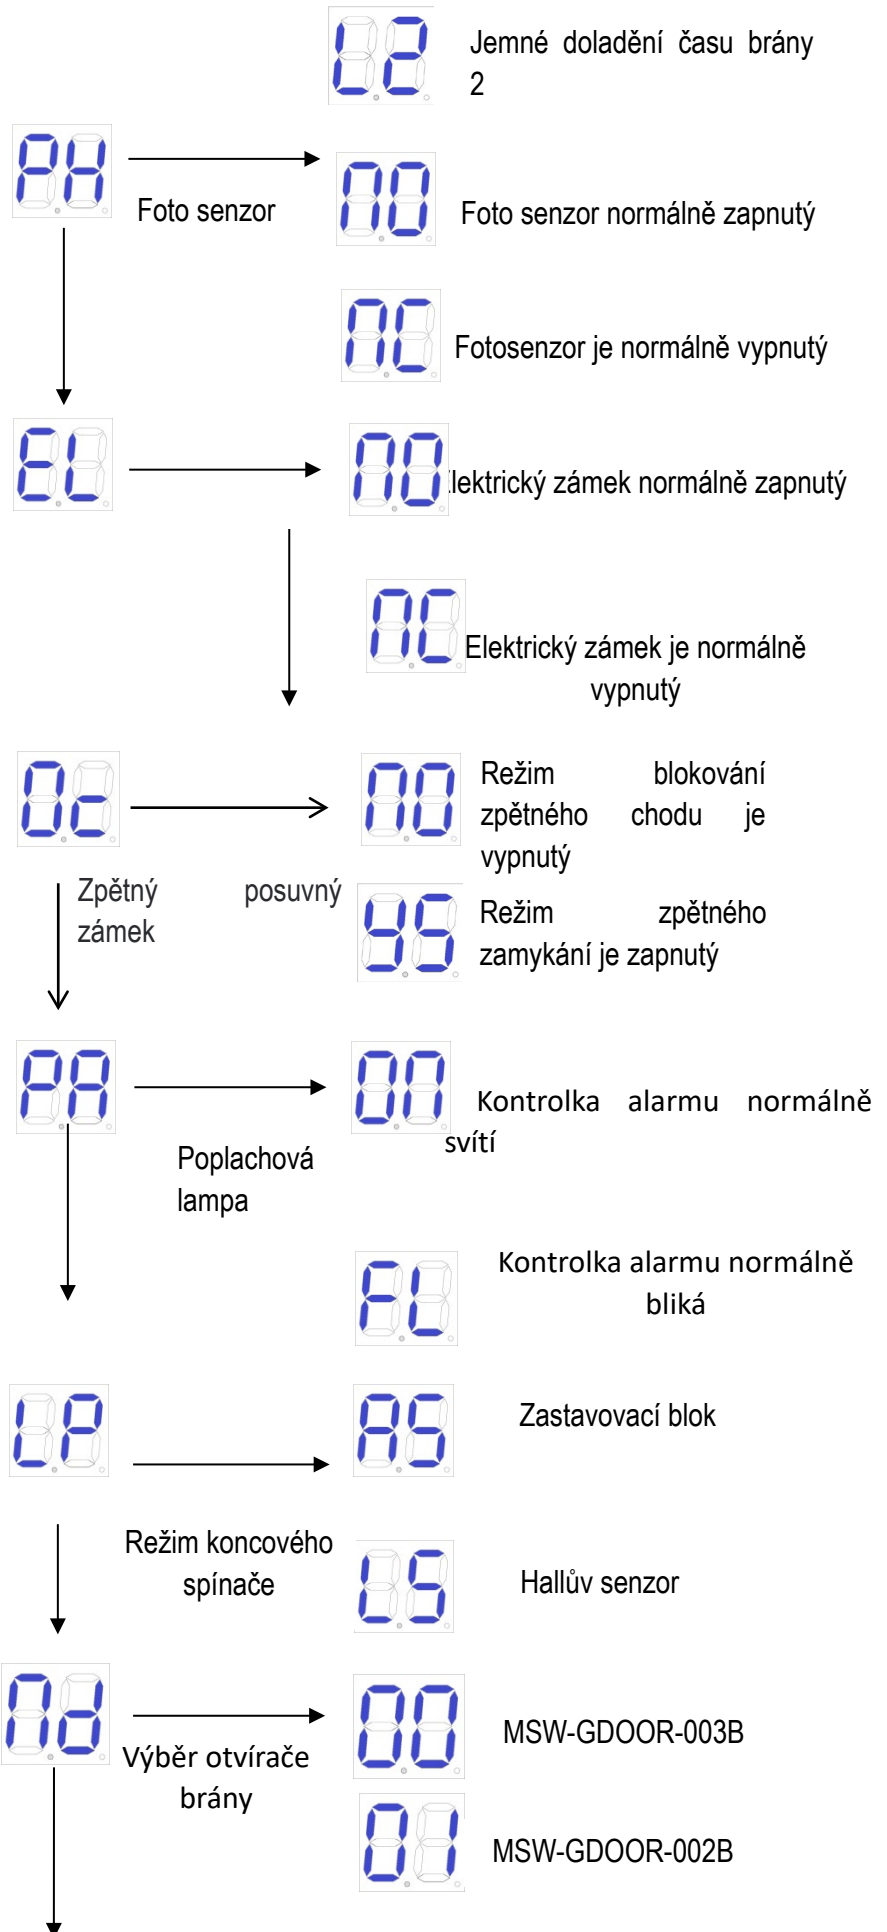 L2
Jemné doladění času brány
2
PH
Foto senzor
NO
Foto senzor normálně zapnutý
NC
Fotosenzor je normálně vypnutý
EL
NO
lektrický zámek normálně zapnutý
NC
Elektrický zámek je normálně
vypnutý
Oc
NO
Režim blokování
zpětného chodu je
vypnutý
Zpětný posuvný
zámek
YS
Režim zpětného
zamykání je zapnutý
PA
ON
Kontrolka alarmu normálně
svítí
Poplachová
lampa
FL
Kontrolka alarmu normálně
bliká
LP
AS
Zastavovací blok
Režim koncového
spínače
LS
Hallův senzor
Nd
00
MSW-GDOOR-003B
Výběr otvírače
brány
01
MSW-GDOOR-002B